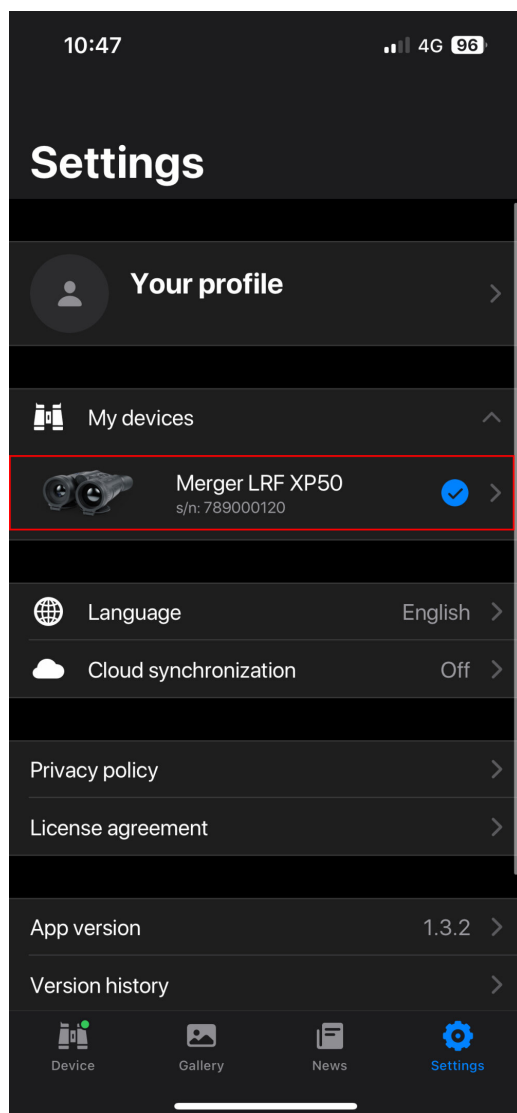 10:47
4G 96
Settings
Your profile
My devices
Merger LRF XP50
s/n: 789000120
Language English
Cloud synchronization Off
Privacy policy
License agreement
App version 1.3.2
Version history
Device Gallery News Settings